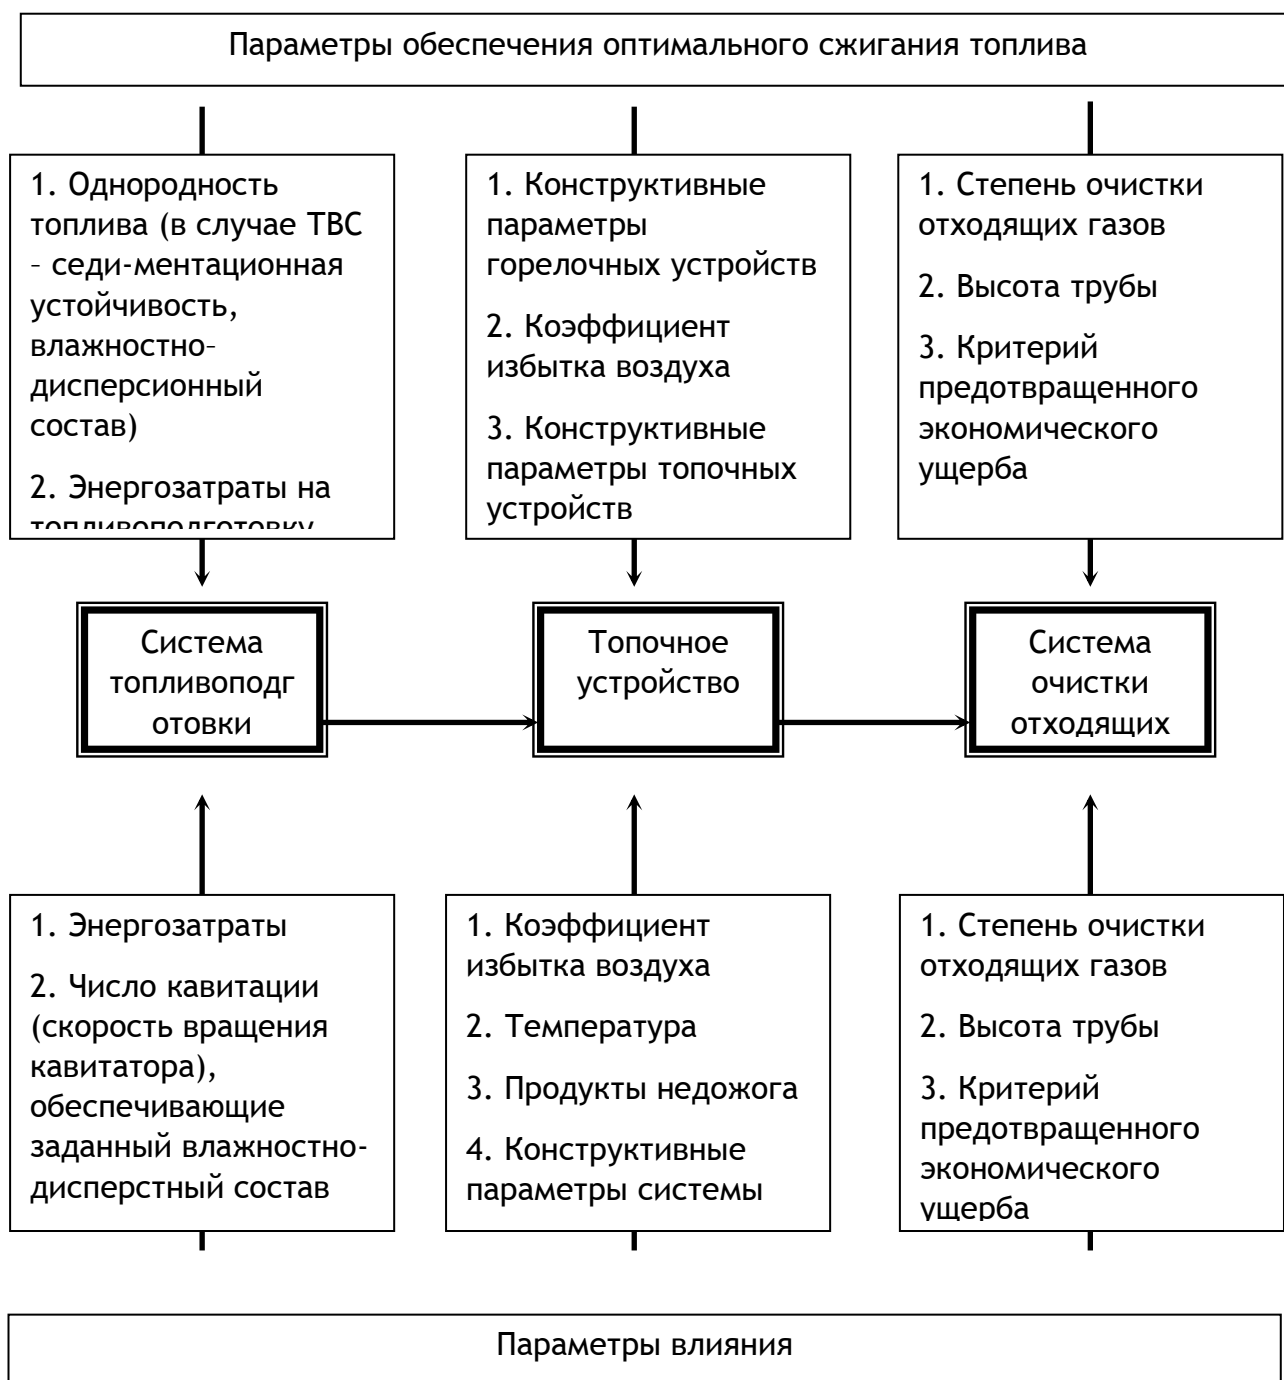 Параметры обеспечения оптимального сжигания топлива
1. Однородность
топлива (в случае ТВС
– седи-ментационная
устойчивость,
влажностно-
дисперсионный
состав)
2. Энергозатраты на
топливоподготовку
1. Конструктивные
параметры
горелочных устройств
2. Коэффициент
избытка воздуха
3. Конструктивные
параметры топочных
устройств
1. Степень очистки
отходящих газов
2. Высота трубы
3. Критерий
предотвращенного
экономического
ущерба
Система
топливоподг
отовки
Топочное
устройство
Система
очистки
отходящих
1. Энергозатраты
2. Число кавитации
(скорость вращения
кавитатора),
обеспечивающие
заданный влажностно-
дисперстный состав
1. Коэффициент
избытка воздуха
2. Температура
3. Продукты недожога
4. Конструктивные
параметры системы
1. Степень очистки
отходящих газов
2. Высота трубы
3. Критерий
предотвращенного
экономического
ущерба
Параметры влияния